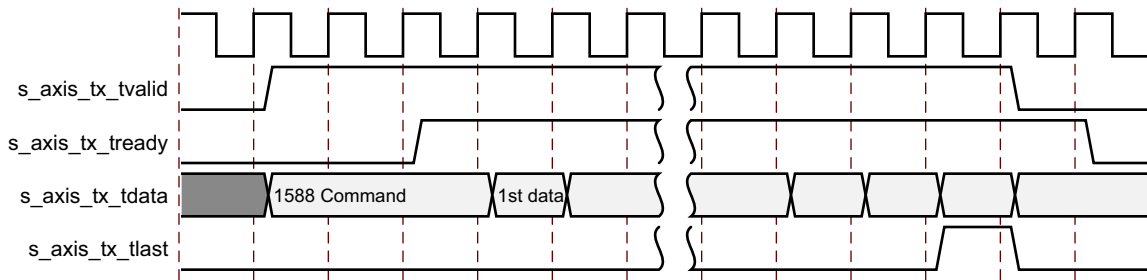 s_axis_tx_tvalid
s_axis_tx_tready
s_axis_tx_tdata 1588 Command 1st data
s_axis_tx_tlast